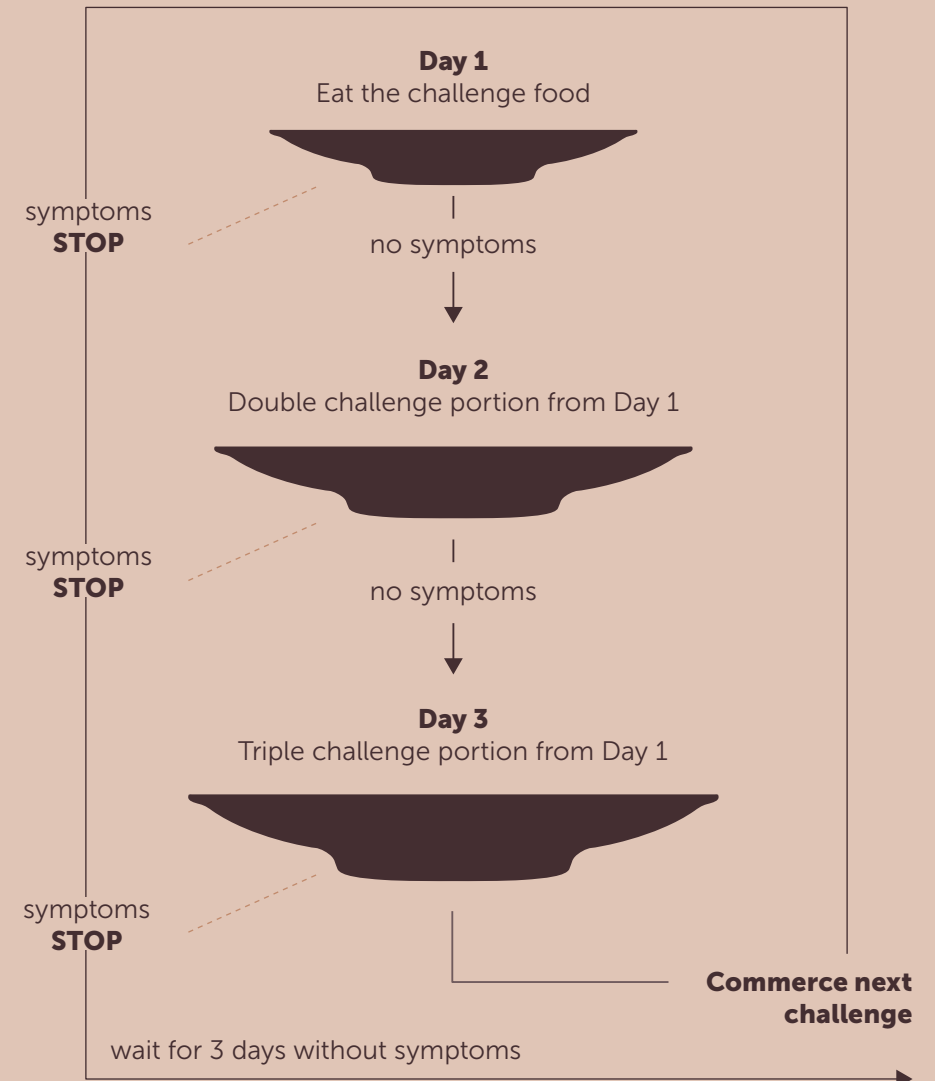 Day 1
Eat the challenge food
symptoms
STOP
no symptoms
Day 2
Double challenge portion from Day 1
symptoms
STOP
no symptoms
Day 3
Triple challenge portion from Day 1
symptoms
STOP
Commerce next
challenge
wait for 3 days without symptoms